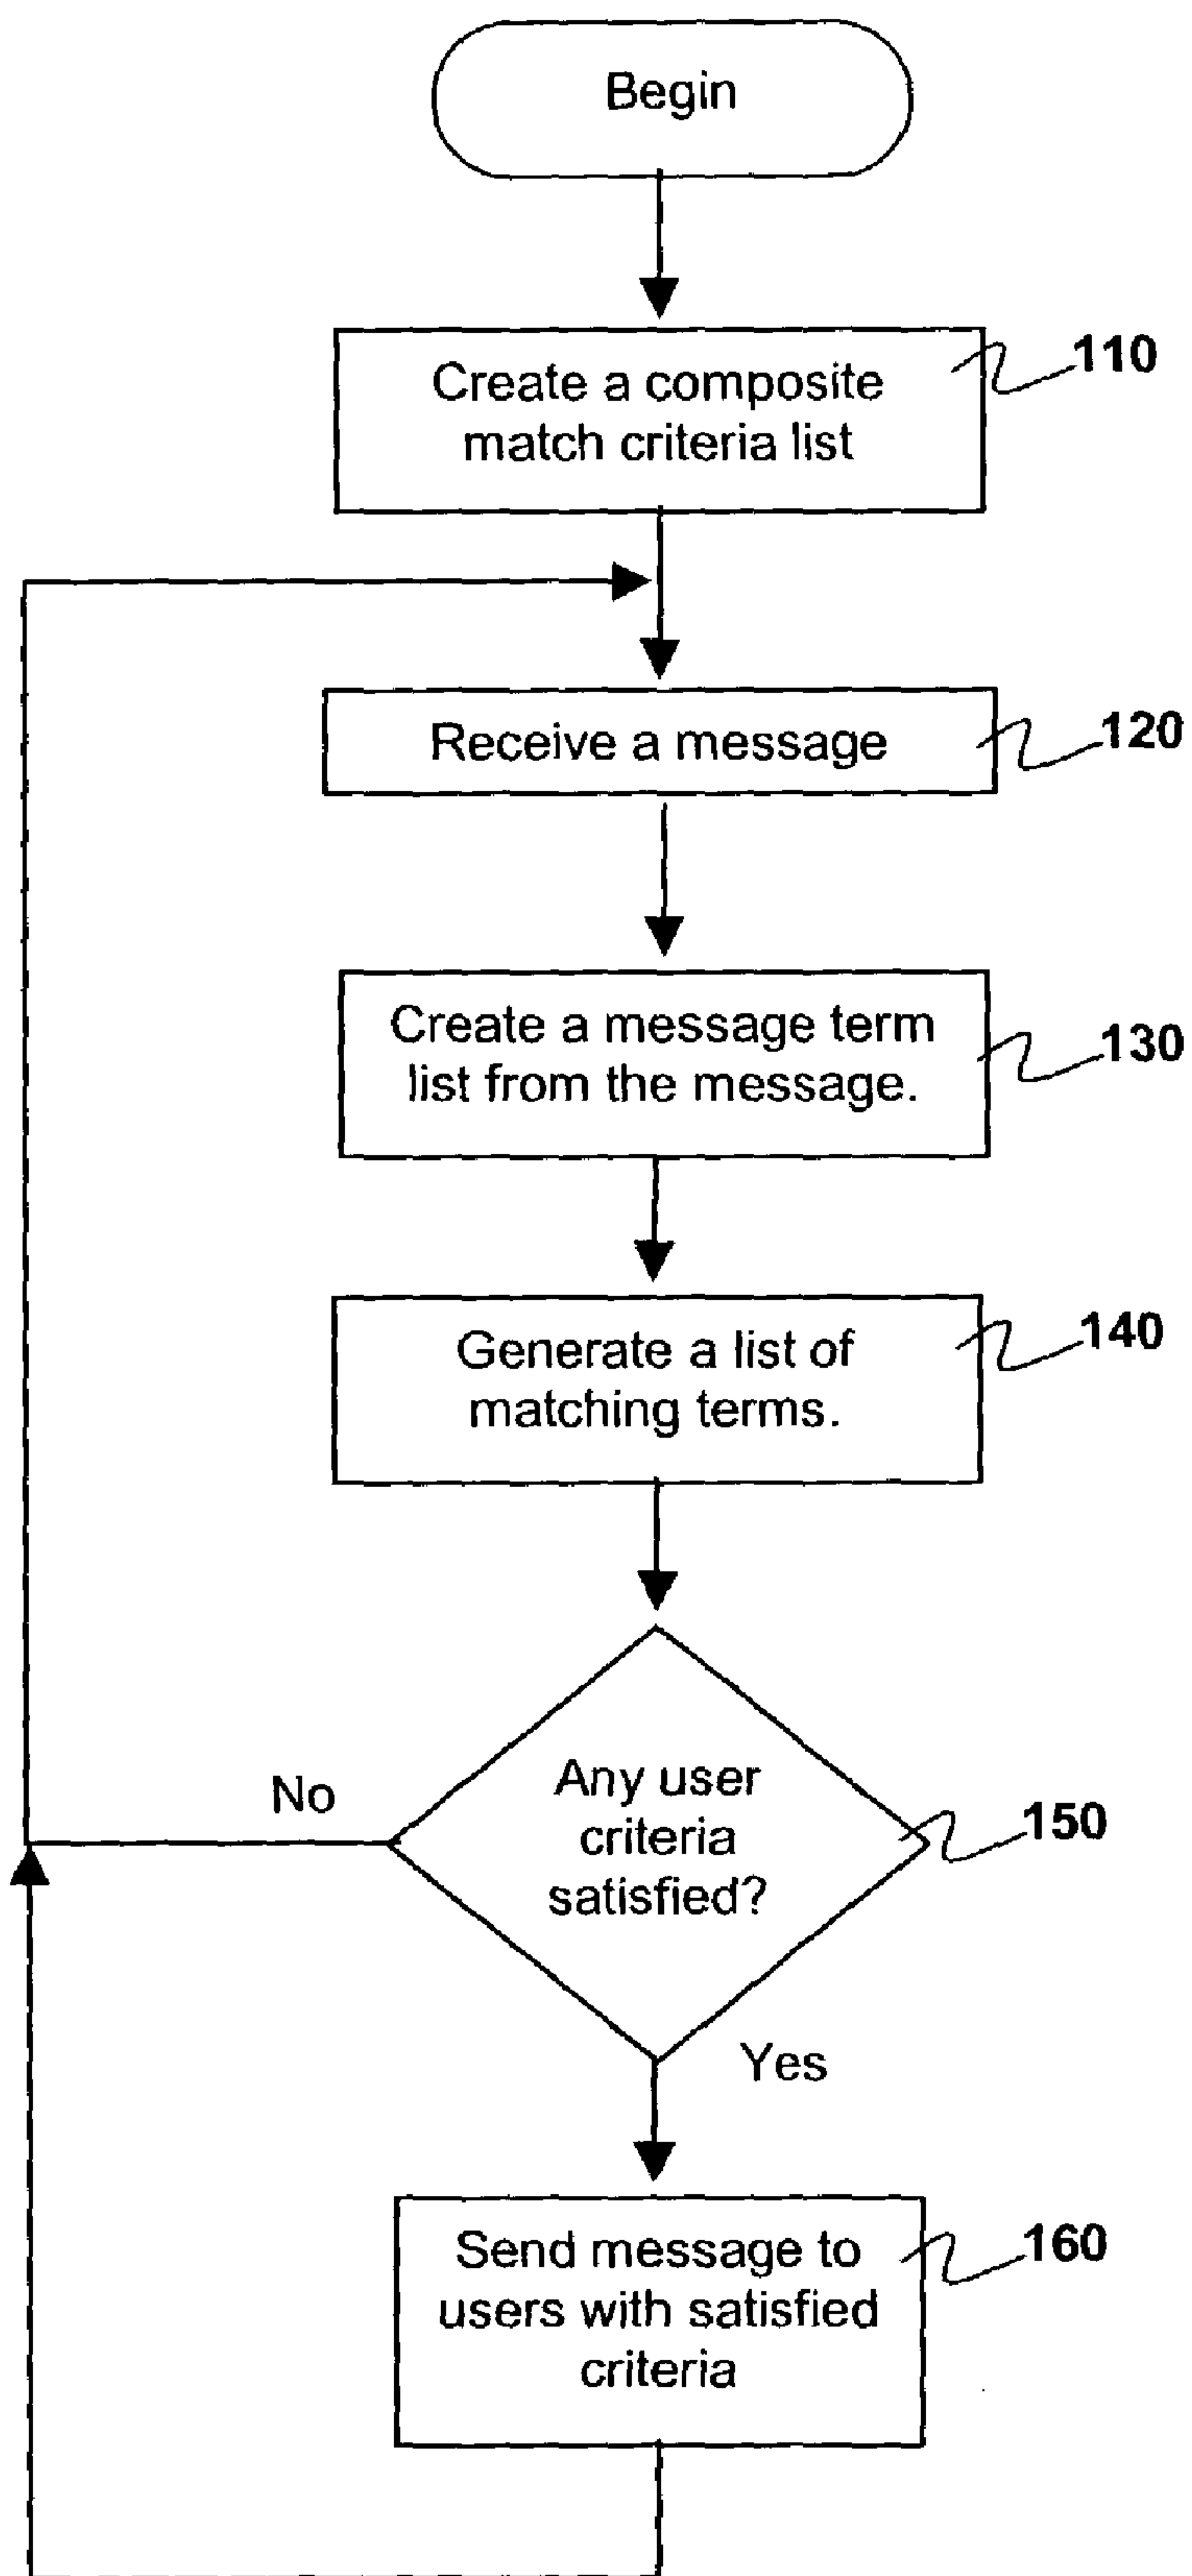 Begin
Create a composite
match criteria list
110
Receive a message
120
Create a message term
list from the message.
130
Generate a list of
matching terms.
140
Any user
criteria
satisfied?
150
No
Yes
Send message to
users with satisfied
criteria
160